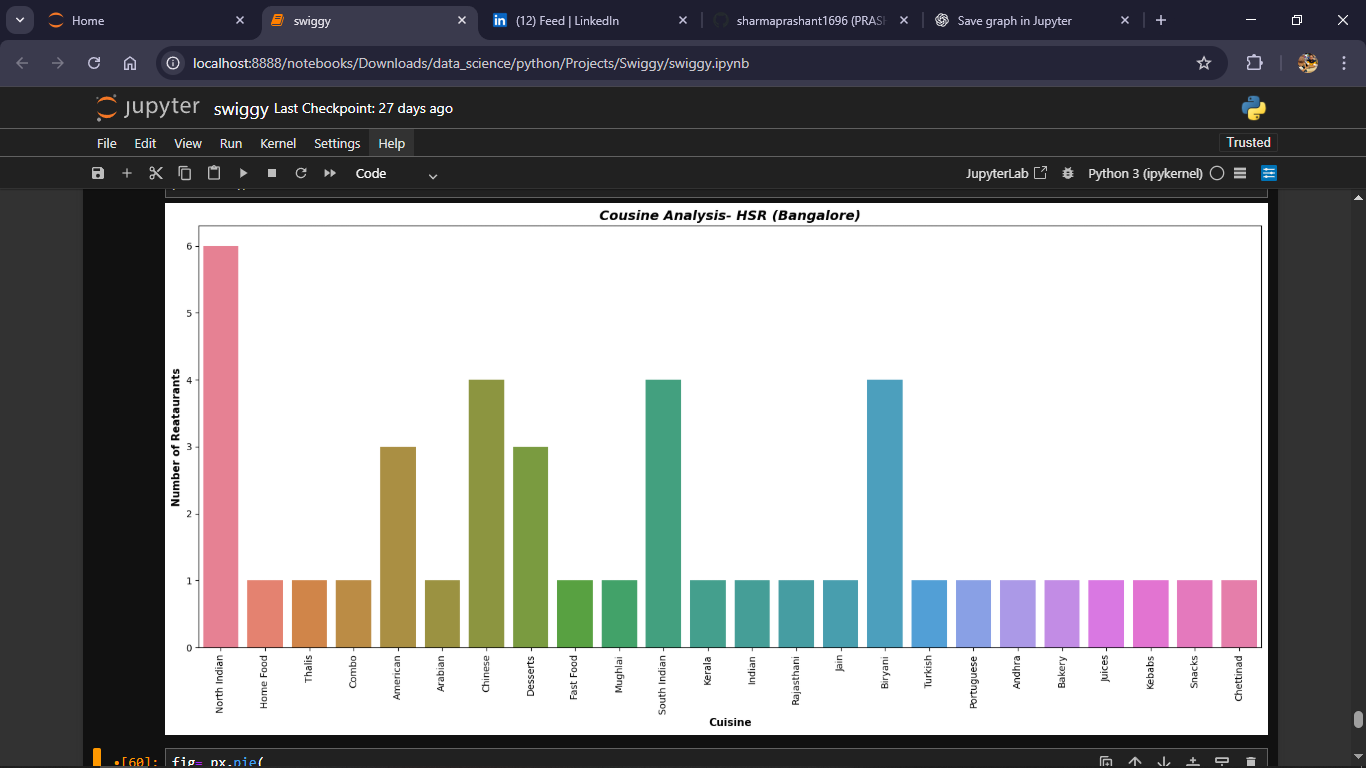 Home
swiggy
(12) Feed | LinkedIn
sharmaprashant1696 (PRAS
Save graph in Jupyter
localhost:8888/notebooks/Downloads/data_science/python/Projects/Swiggy/swiggy.ipynb
jupyter swiggy Last Checkpoint: 27 days ago
File Edit View Run Kernel Settings Help Trusted
Code JupyterLab Python 3 (ipykernel)
Cousine Analysis- HSR (Bangalore)
Number of Reataurants
6
5
4
3
2
1
0
North Indian
Home Food
Thalis
Combo
American
Arabian
Chinese
Desserts
Fast Food
Mughlai
South Indian
Kerala
Indian
Rajasthani
Jain
Biryani
Turkish
Portuguese
Andhra
Bakery
Juices
Kebabs
Snacks
Chettinad
Cuisine
•[60]: fig= px.pie(